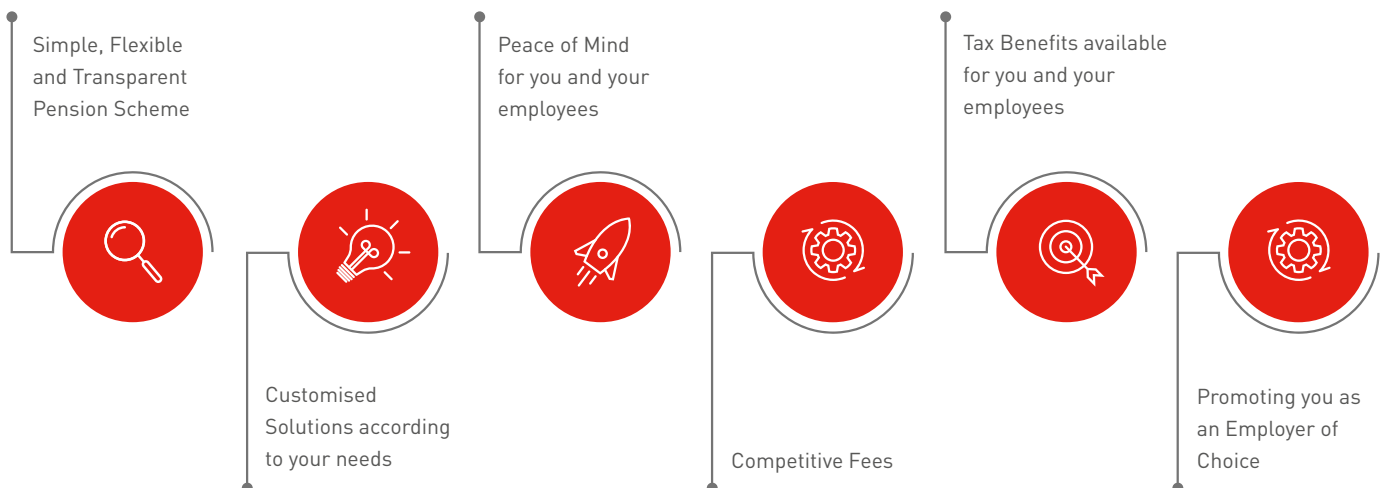 Simple, Flexible
and Transparent
Pension Scheme
Customised
Solutions according
to your needs
Peace of Mind
for you and your
employees
Competitive Fees
Tax Benefits available
for you and your
employees
Promoting you as
an Employer of
Choice